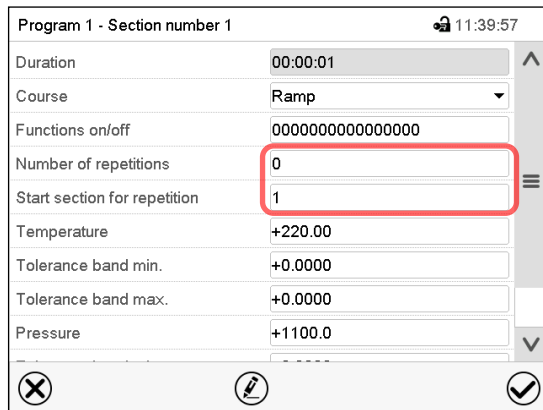 Program 1 - Section number 1 11:39:57
Duration 00:00:01
Course Ramp
Functions on/off 0000000000000000
Number of repetitions 0
Start section for repetition 1
Temperature +220.00
Tolerance band min. +0.0000
Tolerance band max. +0.0000
Pressure +1100.0